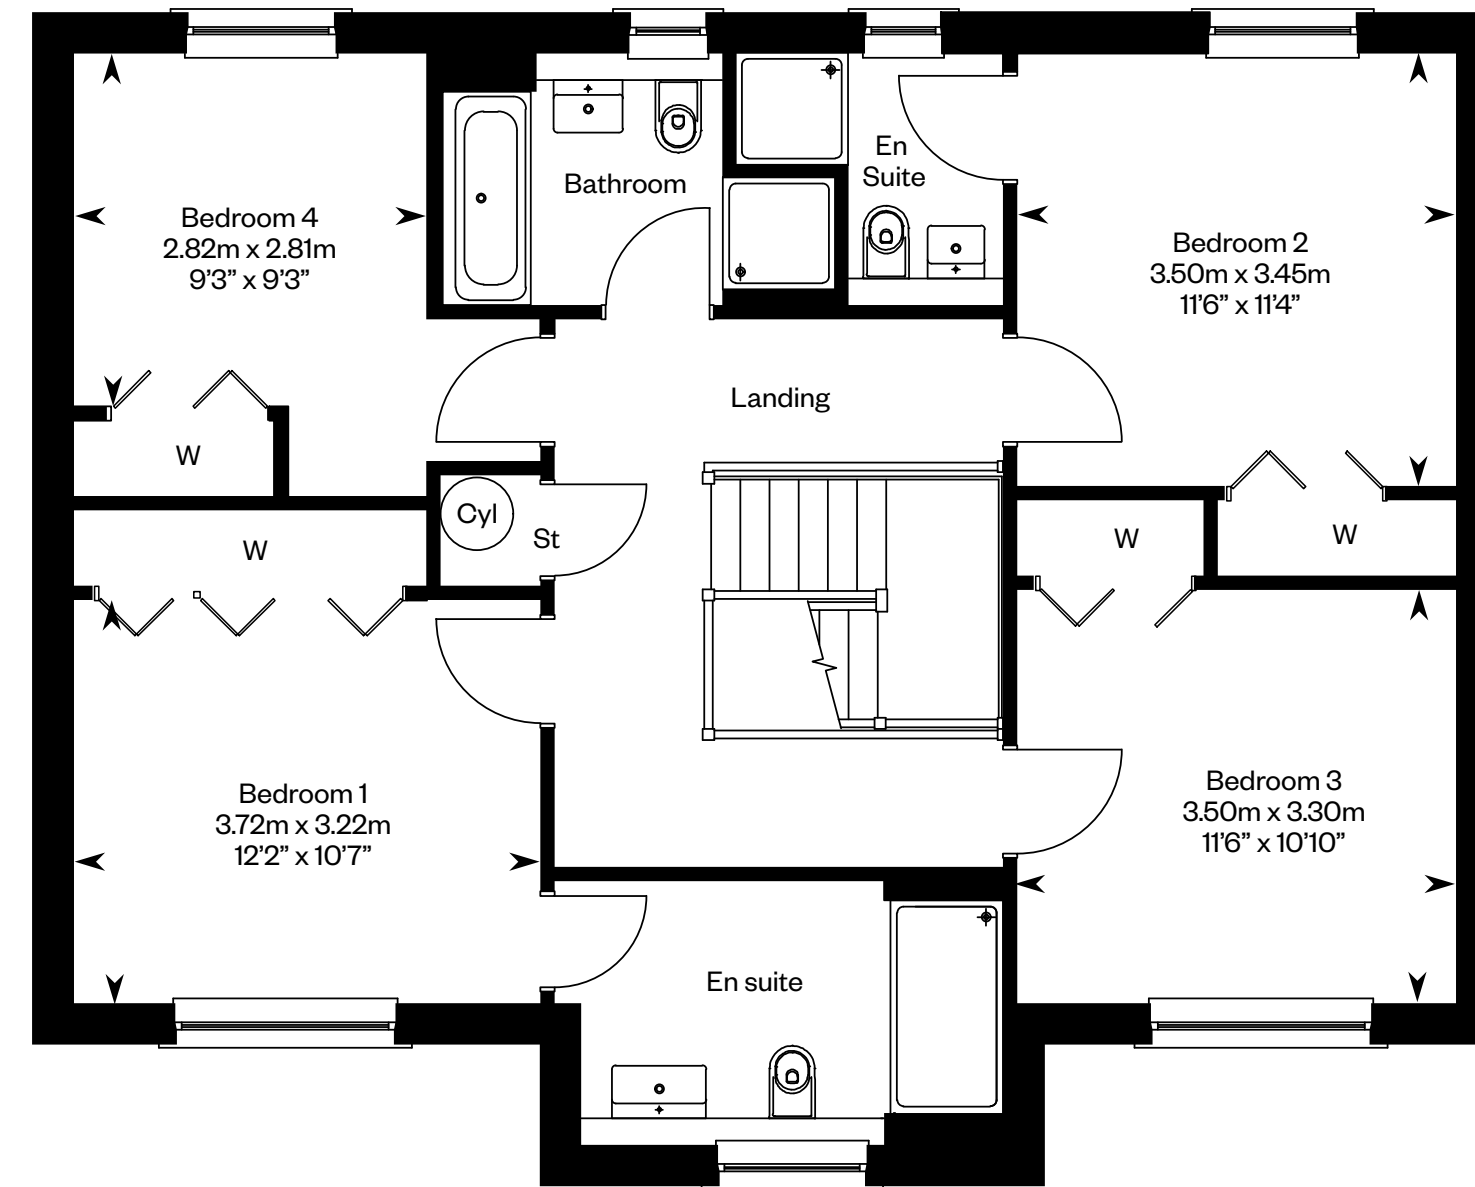 En
Suite
Bathroom
Bedroom 4
2.82m x 2.81m
9’3” x 9’3”
Bedroom 2
3.50m x 3.45m
11’6” x 11’4”
Landing
W
Cyl
St
W
W
W
Bedroom 1
3.72m x 3.22m
12’2” x 10’7”
Bedroom 3
3.50m x 3.30m
11’6” x 10’10”
En suite